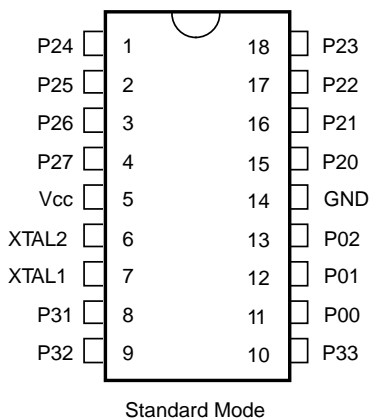 P24 1 18 P23
P25 2 17 P22
P26 3 16 P21
P27 4 15 P20
Vcc 5 14 GND
XTAL2 6 13 P02
XTAL1 7 12 P01
P31 8 11 P00
P32 9 10 P33
Standard Mode